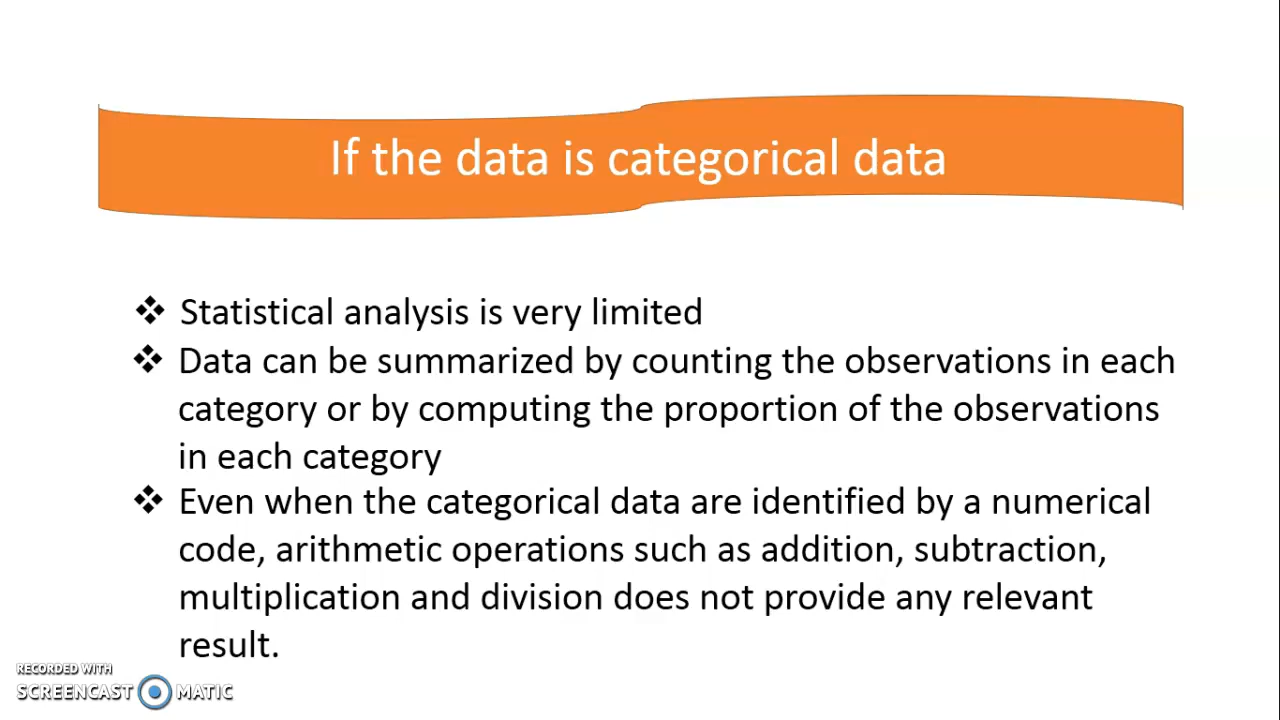 If the data is categorical data
❖ Statistical analysis is very limited
❖ Data can be summarized by counting the observations in each
category or by computing the proportion of the observations
in each category
❖ Even when the categorical data are identified by a numerical
code, arithmetic operations such as addition, subtraction,
multiplication and division does not provide any relevant
result.
RECORDED WITH
SCREENCAST MATIC